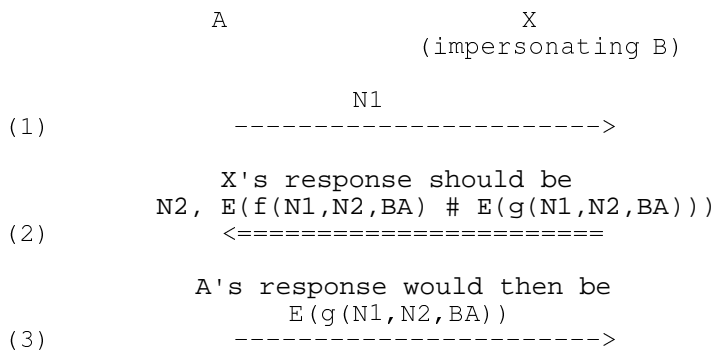 A X
(impersonating B)
N1
(1) ----------------------->
X's response should be
N2, E(f(N1,N2,BA) # E(g(N1,N2,BA)))
(2) <=======================
A's response would then be
E(g(N1,N2,BA))
(3) ----------------------->